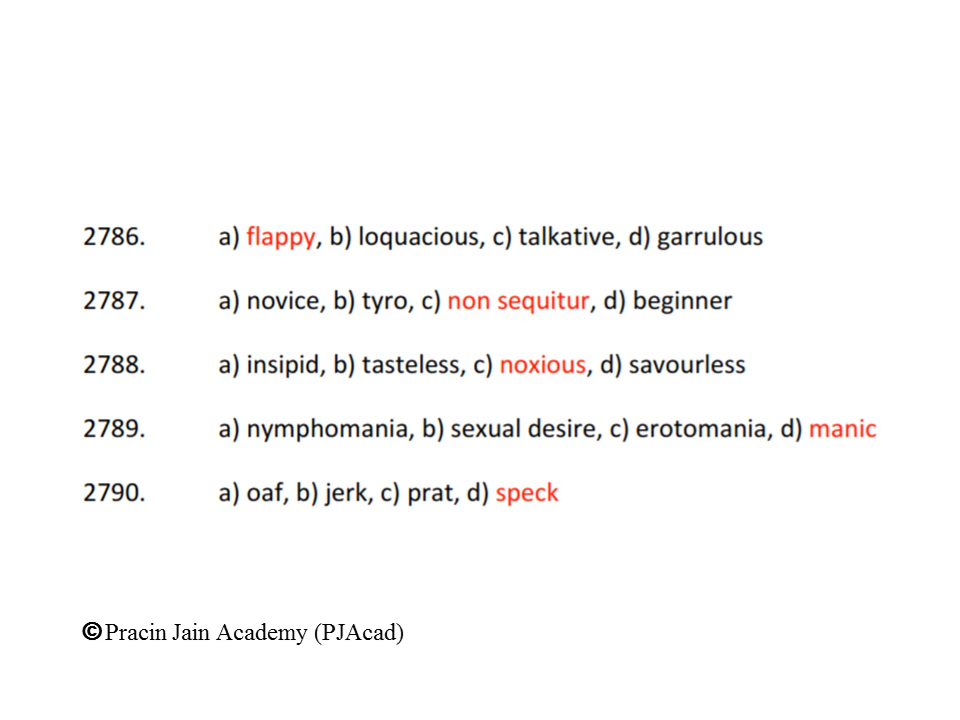 2786. a) flappy, b) loquacious, c) talkative, d) garrulous
2787. a) novice, b) tyro, c) non sequitur, d) beginner
2788. a) insipid, b) tasteless, c) noxious, d) savourless
2789. a) nymphomania, b) sexual desire, c) erotomania, d) manic
2790. a) oaf, b) jerk, c) prat, d) speck
©Pracin Jain Academy (PJAcad)